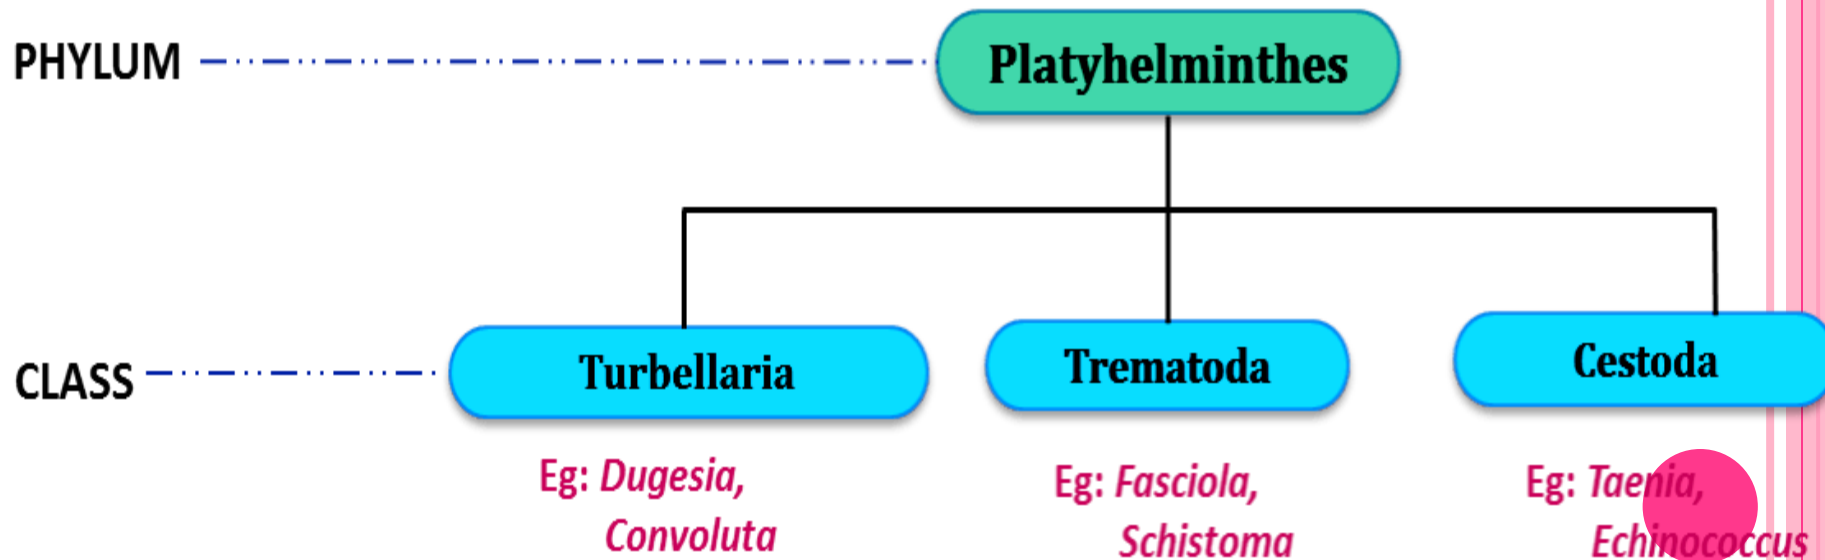 PHYLUM
Platyhelminthes
CLASS
Turbellaria
Trematoda
Cestoda
Eg: Dugesia,
Convoluta
Eg: Fasciola,
Schistoma
Eg: Taenia,
Echinococcus